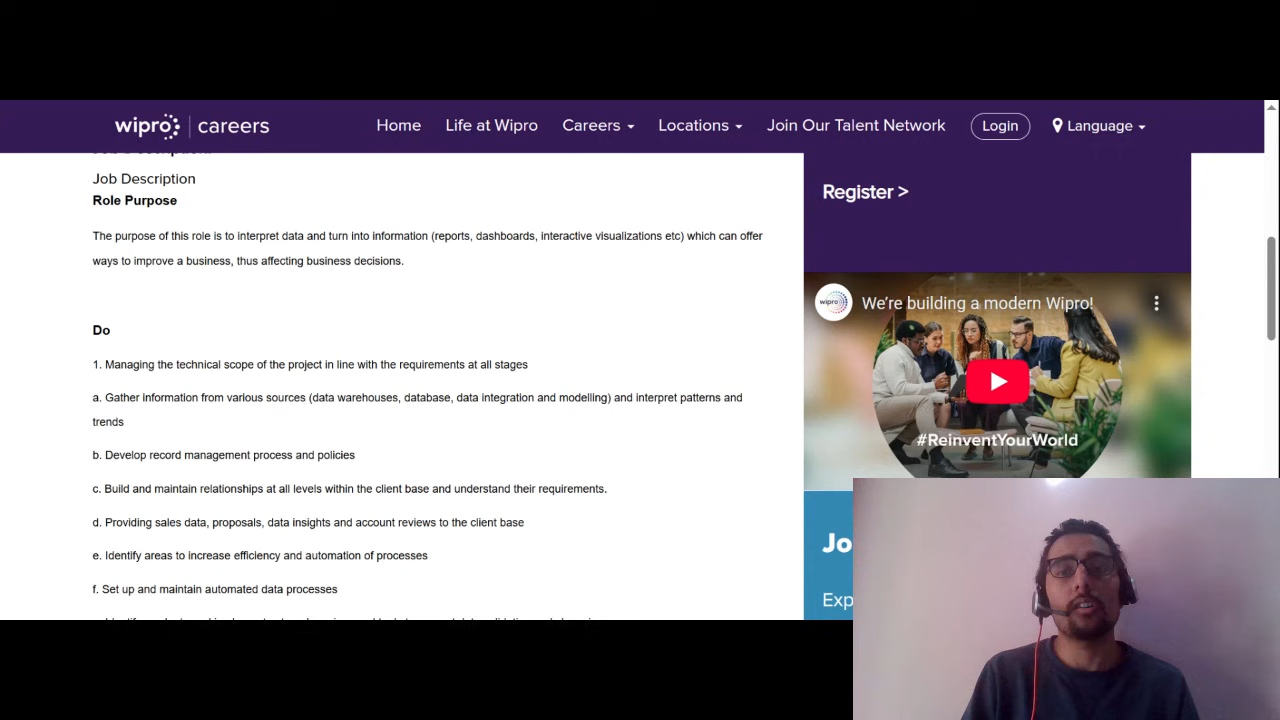 wipro | careers
Home
Life at Wipro
Careers
Locations
Join Our Talent Network
Login
Language
Job Description
Role Purpose
The purpose of this role is to interpret data and turn into information (reports, dashboards, interactive visualizations etc) which can offer
ways to improve a business, thus affecting business decisions.
Do
1. Managing the technical scope of the project in line with the requirements at all stages
a. Gather information from various sources (data warehouses, database, data integration and modelling) and interpret patterns and
trends
b. Develop record management process and policies
c. Build and maintain relationships at all levels within the client base and understand their requirements.
d. Providing sales data, proposals, data insights and account reviews to the client base
e. Identify areas to increase efficiency and automation of processes
f. Set up and maintain automated data processes
Register >
wipro
We're building a modern Wipro!
#ReinventYourWorld
Jo
Exp